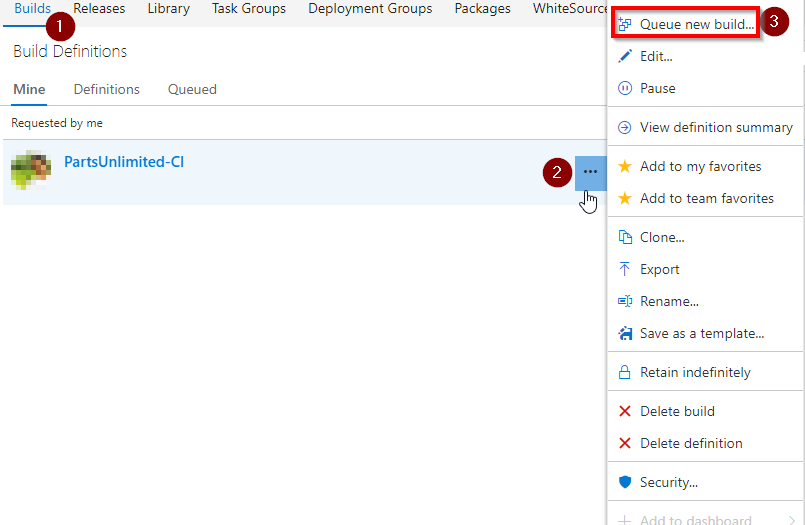 Builds Releases Library Task Groups Deployment Groups Packages WhiteSource
1
Build Definitions
Mine Definitions Queued
Requested by me
PartsUnlimited-CI
2
...
Queue new build...
3
Edit...
Pause
View definition summary
Add to my favorites
Add to team favorites
Clone...
Export
Rename...
Save as a template...
Retain indefinitely
Delete build
Delete definition
Security...
Add to dashboard